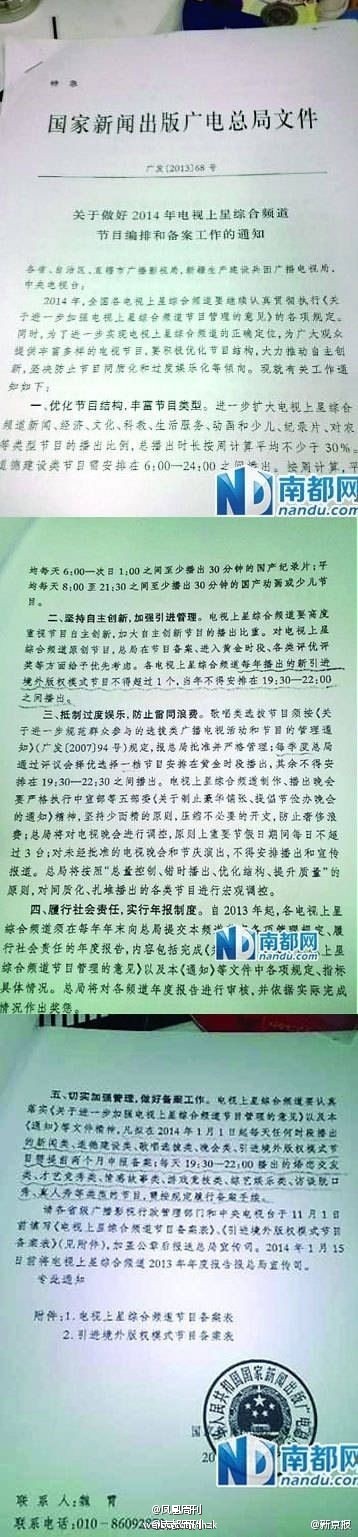 特 急
国家新闻出版广电总局文件
广发〔2013〕68 号
关于做好 2014 年电视上星综合频道
节目编排和备案工作的通知
各省、自治区、直辖市广播影视局,新疆生产建设兵团广播电视局,
中央电视台:
2014 年,全国各电视上星综合频道要继续认真贯彻执行《关
于进一步加强电视上星综合频道节目管理的意见》的各项规定。
同时,为了进一步实现电视上星综合频道的正确定位,为广大观众
提供丰富多样的电视节目,要积极优化节目结构,大力推动自主创
新,坚决防止节目同质化和过度娱乐化等倾向。现就有关工作通
知如下:
一、优化节目结构,丰富节目类型。进一步扩大电视上星综合
频道新闻、经济、文化、科教、生活服务、动画和少儿、纪录片、对农
等类型节目的播出比例,总播出时长按周计算平均不少于 30%。
道德建设类节目需安排在 6:00—24:00 之间播出。按周计算,平
ND 南都网
nandu.com
均每天 6:00—次日 1:00 之间至少播出 30 分钟的国产纪录片;平
均每天 8:00 至 21:30 之间至少播出 30 分钟的国产动画或少儿节
目。
二、坚持自主创新,加强引进管理。电视上星综合频道要高度
重视节目自主创新,加大自主创新节目的播出比重。对电视上星
综合频道原创节目,总局在节目备案、进入黄金时段、各类评优评
奖等方面给予优先考虑。各电视上星综合频道每年播出的新引进
境外版权模式节目不得超过 1 个,当年不得安排在 19:30—22:00
之间播出。
三、抵制过度娱乐,防止雷同浪费。歌唱类选拔节目须按《关
于进一步规范群众参与的选拔类广播电视活动和节目的管理通
知》(广发〔2007〕94 号)规定,报总局批准并严格管理;每季度总局
通过评议会择优选择一档节目安排在黄金时段播出,其余不得安
排在 19:30—22:30 之间播出。电视上星综合频道制作、播出晚会
要严格执行中宣部等五部委《关于制止豪华铺张、提倡节俭办晚会
的通知》精神,坚持少而精的原则,压缩不必要的开支,防止奢侈浪
费;总局将对电视晚会进行调控,原则上重要节假日期间每日不超
过 3 台;对未经批准的电视晚会和节庆演出,不得安排播出和宣传
报道。总局将按照“总量控制、错时播出、优化结构、提升质量”的
原则,对同质化、扎堆播出的各类节目进行宏观调控。
四、履行社会责任,实行年报制度。自 2013 年起,各电视上星
综合频道须在每年年末向总局提交本频道
各项管理规定、
履行社会责任的年度报告,内容包括完成《
综合频道节目管理的意见》以及本《通知》等文件中各项规定、指标
具体情况。总局将对各频道年度报告进行审核,并依据实际完成
情况作出奖惩。
ND 南都网
nandu.com
五、切实加强管理,做好备案工作。电视上星综合频道要认真
落实《关于进一步加强电视上星综合频道节目管理的意见》以及本
《通知》等文件精神,凡拟在 2014 年 1 月 1 日起每天任何时段播出
的新闻类、道德建设类、歌唱选拔类、晚会类、引进境外版权模式节
目要提前两个月申报备案;每天 19:30—22:00 播出的婚恋交友
类、才艺竞秀类、情感故事类、游戏竞技类、综艺娱乐类、访谈脱口
秀、真人秀等类型的节目,需按规定履行备案手续。
请各省级广播影视行政管理部门和中央电视台于 11 月 1 日
前填写《电视上星综合频道节目备案表》、《引进境外版权模式节目
备案表》(见附件),加盖公章后报送总局宣传司。2014 年 1 月 15
日前将电视上星综合频道 2013 年年度报告报总局宣传司。
专此通知
附件:1. 电视上星综合频道节目备案表
2. 引进境外版权模式节目备案表
ND 南都网
nandu.com
联 系 人:魏 胃
联系电话:010-860928
@凤凰周刊
@新京报